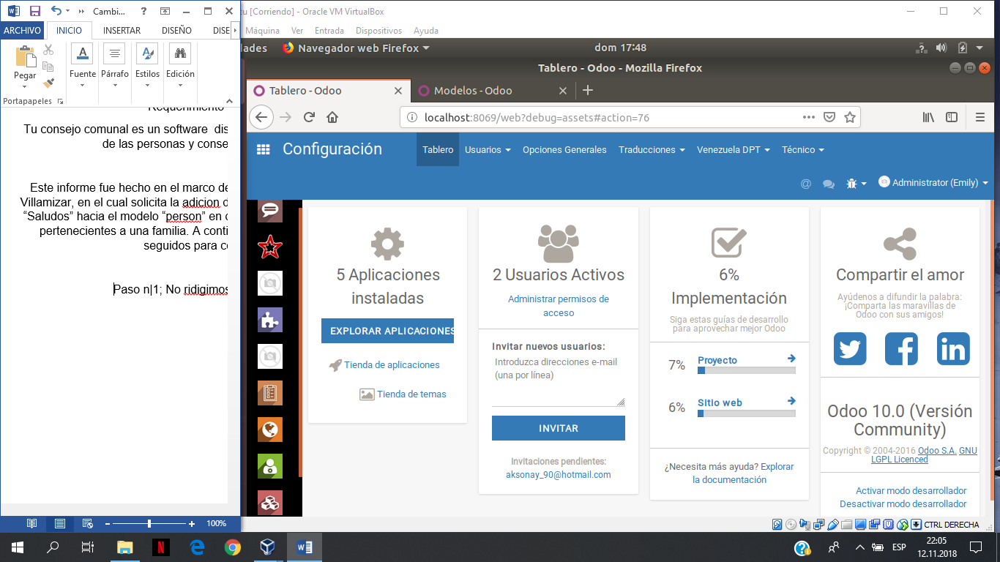 Cambi...
u [Corriendo] - Oracle VM VirtualBox
ARCHIVO INICIO INSERTAR DISEÑO DISE
Máquina Ver Entrada Dispositivos Ayuda
Pegar
Fuente Párrafo Estilos Edición
Portapapeles
dades Navegador web Firefox dom 17:48
Tablero - Odoo - Mozilla Firefox
Tablero - Odoo Modelos - Odoo
localhost:8069/web?debug=assets#action=76
Requerimiento
Tu consejo comunal es un software dis
de las personas y conse
Este informe fue hecho en el marco de
Villamizar, en el cual solicita la adicion d
“Saludos” hacia el modelo “person” en c
pertenecientes a una familia. A conti
seguidos para co
Paso n|1; No ridigimos
Configuración Tablero Usuarios Opciones Generales Traducciones Venezuela DPT Técnico
@ Administrator (Emily)
5 Aplicaciones
instaladas
EXPLORAR APLICACIONES
Tienda de aplicaciones
Tienda de temas
2 Usuarios Activos
Administrar permisos de
acceso
Invitar nuevos usuarios:
Introduzca direcciones e-mail
(una por línea)
INVITAR
Invitaciones pendientes:
aksonay_90@hotmail.com
6%
Implementación
Siga estas guías de desarrollo
para aprovechar mejor Odoo
7% Proyecto
6% Sitio web
¿Necesita más ayuda? Explorar
la documentación
Compartir el amor
Ayúdenos a difundir la palabra:
¡Comparta las maravillas de
Odoo con sus amigos!
Odoo 10.0 (Versión
Community)
Copyright © 2004-2016 Odoo S.A. GNU
LGPL Licenced
Activar modo desarrollador
Desactivar modo desarrollador
100%
CTRL DERECHA
ESP
22:05
12.11.2018